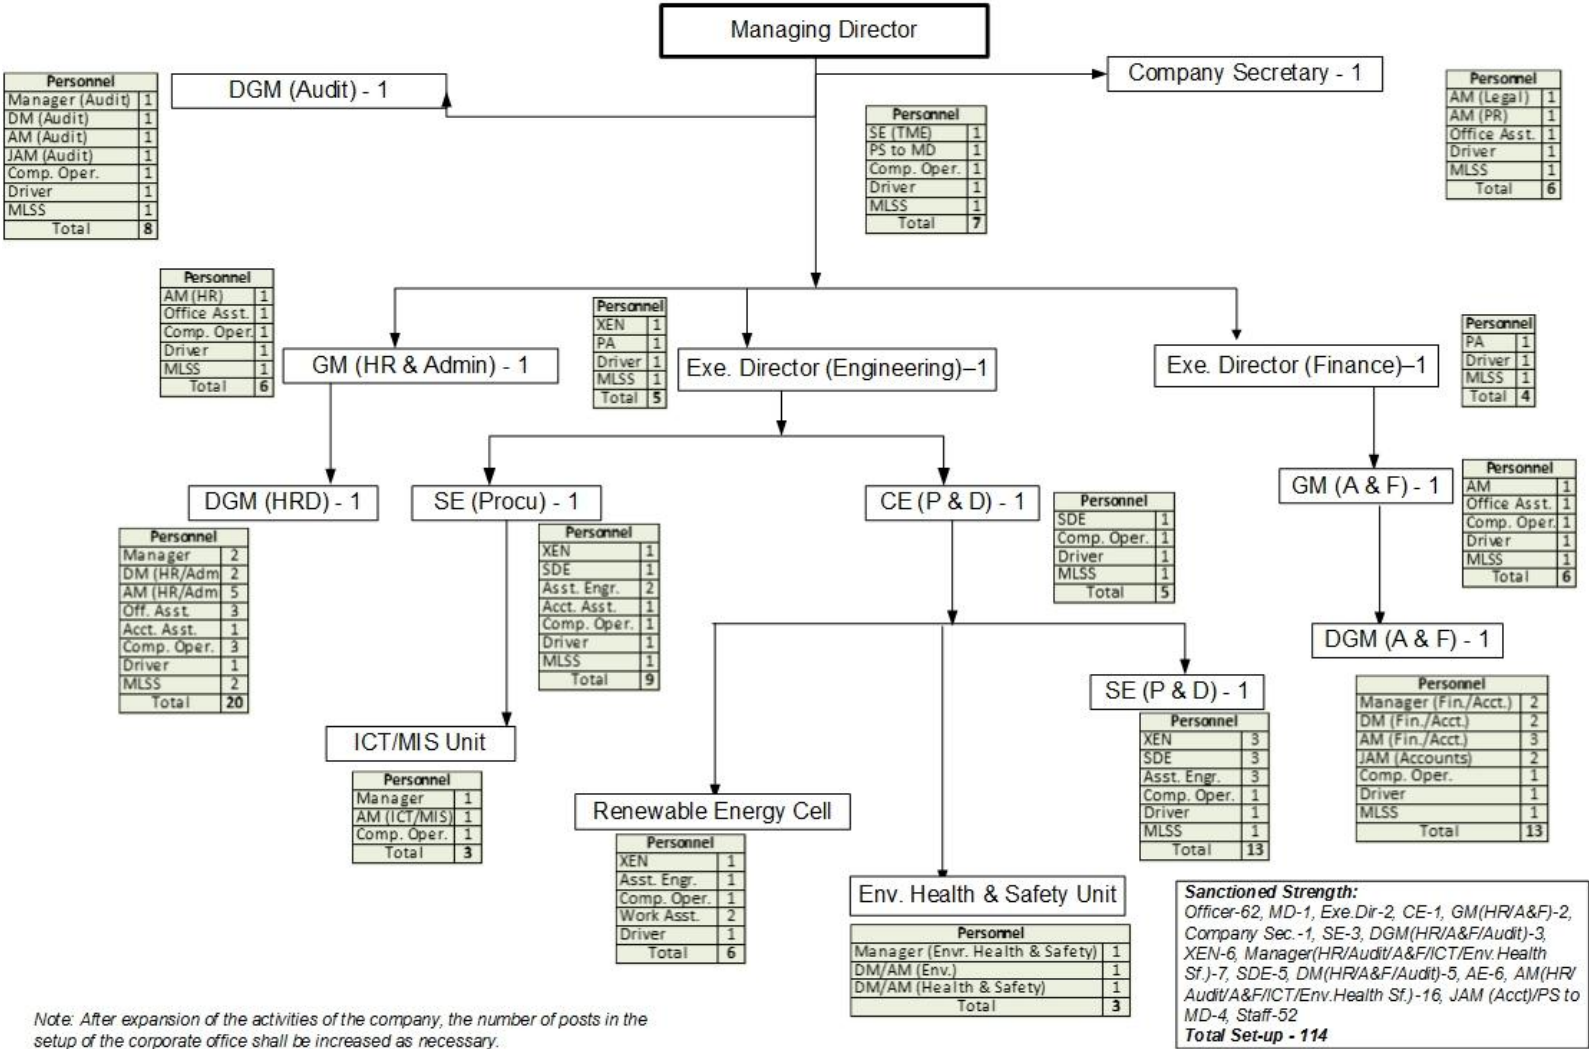 Managing Director
DGM (Audit) - 1
Company Secretary - 1
Personnel
Manager (Audit) 1
DM (Audit) 1
AM (Audit) 1
JAM (Audit) 1
Comp. Oper. 1
Driver 1
MLSS 1
Total 8
Personnel
SE (TME) 1
PS to MD 1
Comp. Oper. 1
Driver 1
MLSS 1
Total 7
Personnel
AM (Legal) 1
AM (PR) 1
Office Asst. 1
Driver 1
MLSS 1
Total 6
Personnel
AM (HR) 1
Office Asst. 1
Comp. Oper. 1
Driver 1
MLSS 1
Total 6
GM (HR & Admin) - 1
Personnel
XEN 1
PA 1
Driver 1
MLSS 1
Total 5
Exe. Director (Engineering)–1
Exe. Director (Finance)–1
Personnel
PA 1
Driver 1
MLSS 1
Total 4
DGM (HRD) - 1
Personnel
Manager 2
DM (HR/Adm 2
AM (HR/Adm 5
Off. Asst. 3
Acct. Asst. 1
Comp. Oper. 3
Driver 1
MLSS 2
Total 20
SE (Procu) - 1
Personnel
XEN 1
SDE 1
Asst. Engr. 2
Acct. Asst. 1
Comp. Oper. 1
Driver 1
MLSS 1
Total 9
CE (P & D) - 1
Personnel
SDE 1
Comp. Oper. 1
Driver 1
MLSS 1
Total 5
GM (A & F) - 1
Personnel
AM 1
Office Asst. 1
Comp. Oper. 1
Driver 1
MLSS 1
Total 6
DGM (A & F) - 1
Personnel
Manager (Fin./Acct.) 2
DM (Fin./Acct.) 2
AM (Fin./Acct.) 3
JAM (Accounts) 2
Comp. Oper. 1
Driver 1
MLSS 1
Total 13
SE (P & D) - 1
Personnel
XEN 3
SDE 3
Asst. Engr. 3
Comp. Oper. 1
Driver 1
MLSS 1
Total 13
ICT/MIS Unit
Personnel
Manager 1
AM (ICT/MIS) 1
Comp. Oper. 1
Total 3
Renewable Energy Cell
Personnel
XEN 1
Asst. Engr. 1
Comp. Oper. 1
Work Asst. 2
Driver 1
Total 6
Env. Health & Safety Unit
Personnel
Manager (Envr. Health & Safety) 1
DM/AM (Env.) 1
DM/AM (Health & Safety) 1
Total 3
Sanctioned Strength:
Officer-62, MD-1, Exe.Dir-2, CE-1, GM(HR/A&F)-2,
Company Sec.-1, SE-3, DGM(HR/A&F/Audit)-3,
XEN-6, Manager(HR/Audit/A&F/ICT/Env.Health
Sf.)-7, SDE-5, DM(HR/A&F/Audit)-5, AE-6, AM(HR/
Audit/A&F/ICT/Env.Health Sf.)-16, JAM (Acct)/PS to
MD-4, Staff-52
Total Set-up - 114
Note: After expansion of the activities of the company, the number of posts in the
setup of the corporate office shall be increased as necessary.